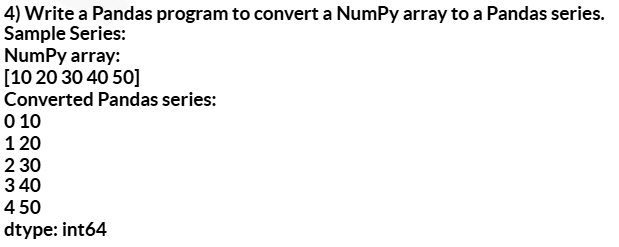 4) Write a Pandas program to convert a NumPy array to a Pandas series.
Sample Series:
NumPy array:
[10 20 30 40 50]
Converted Pandas series:
0 10
1 20
2 30
3 40
4 50
dtype: int64